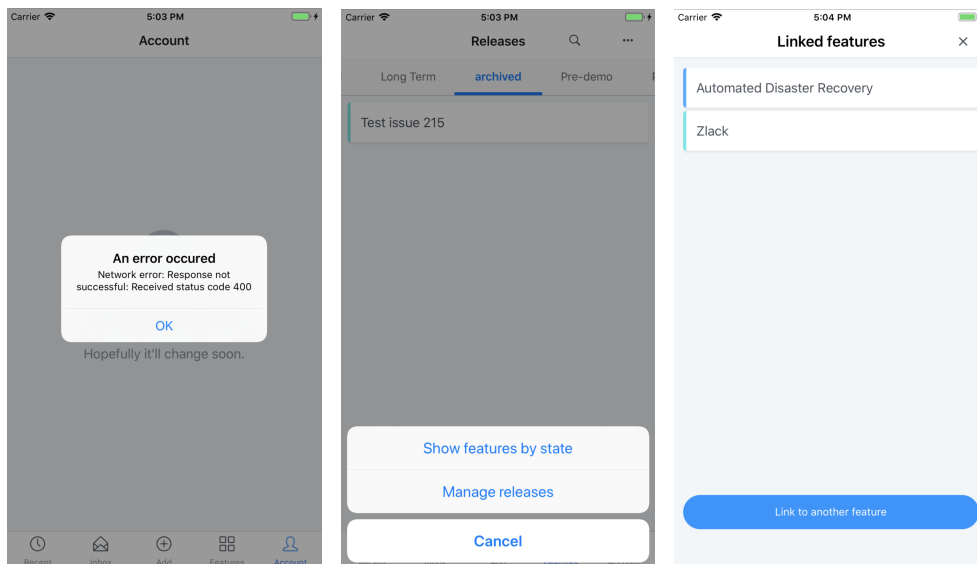 Carrier 5:03 PM
Account
An error occured
Network error: Response not
successful: Received status code 400
OK
Hopefully it'll change soon.
Recent Inbox Add Features Account
Carrier 5:03 PM
Releases
Long Term archived Pre-demo
Test issue 215
Show features by state
Manage releases
Cancel
Carrier 5:04 PM
Linked features
Automated Disaster Recovery
Zlack
Link to another feature